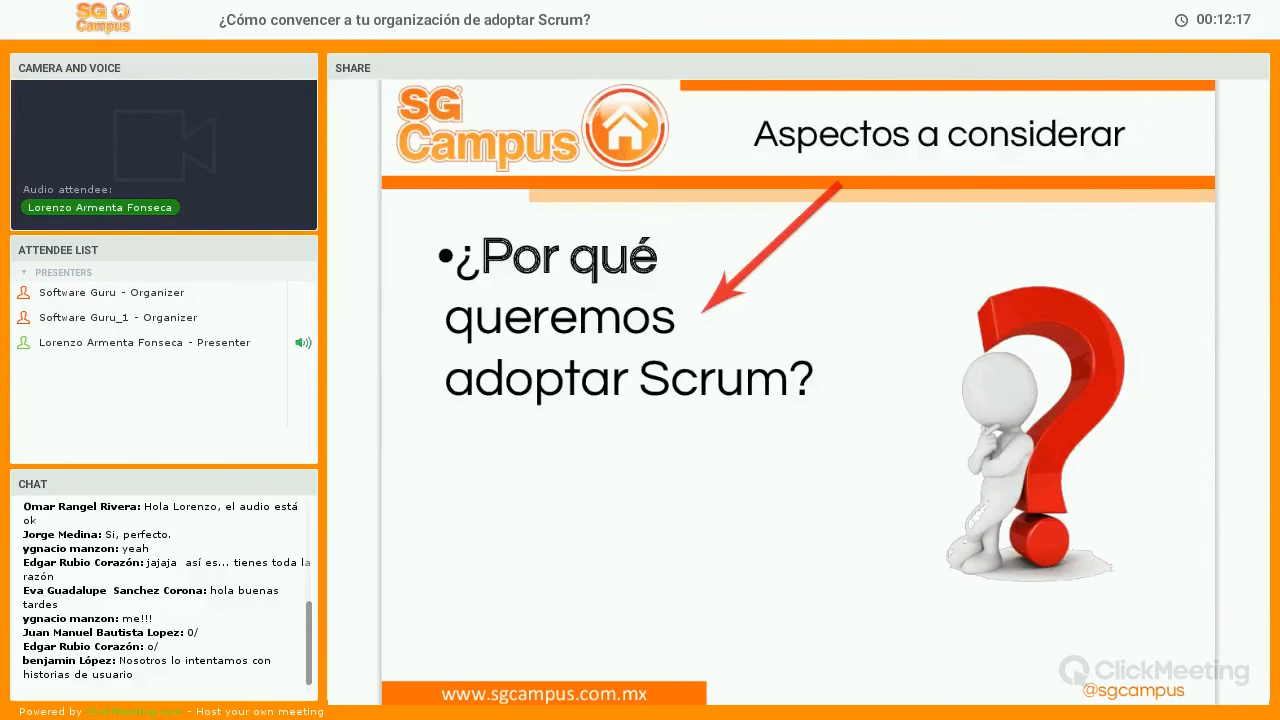 SG
Campus
¿Cómo convencer a tu organización de adoptar Scrum?
00:12:17
CAMERA AND VOICE
Audio attendee:
Lorenzo Armenta Fonseca
ATTENDEE LIST
PRESENTERS
Software Guru - Organizer
Software Guru_1 - Organizer
Lorenzo Armenta Fonseca - Presenter
CHAT
Omar Rangel Rivera: Hola Lorenzo, el audio está
ok
Jorge Medina: Si, perfecto.
ygnacio manzon: yeah
Edgar Rubio Corazón: jajaja así es... tienes toda la
razón
Eva Guadalupe Sanchez Corona: hola buenas
tardes
ygnacio manzon: me!!!
Juan Manuel Bautista Lopez: 0/
Edgar Rubio Corazón: o/
benjamin López: Nosotros lo intentamos con
historias de usuario
Powered by ClickMeeting.com - Host your own meeting
SHARE
SG
Campus
Aspectos a considerar
•¿Por qué
queremos
adoptar Scrum?
www.sgcampus.com.mx
ClickMeeting
@sgcampus